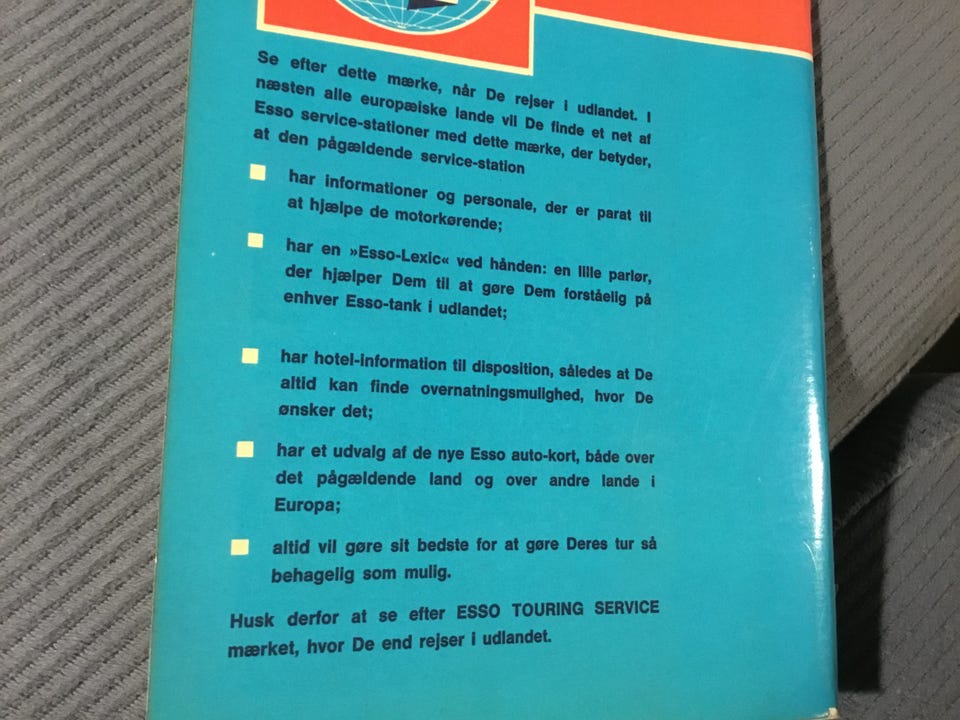 Se efter dette mærke, når De rejser i udlandet. I
næsten alle europæiske lande vil De finde et net af
Esso service-stationer med dette mærke, der betyder,
at den pågældende service-station
har informationer og personale, der er parat til
at hjælpe de motorkørende;
har en »Esso-Lexic« ved hånden: en lille parlør,
der hjælper Dem til at gøre Dem forståelig på
enhver Esso-tank i udlandet;
har hotel-information til disposition, således at De
altid kan finde overnatningsmulighed, hvor De
ønsker det;
har et udvalg af de nye Esso auto-kort, både over
det pågældende land og over andre lande i
Europa;
altid vil gøre sit bedste for at gøre Deres tur så
behagelig som mulig.
Husk derfor at se efter ESSO TOURING SERVICE
mærket, hvor De end rejser i udlandet.